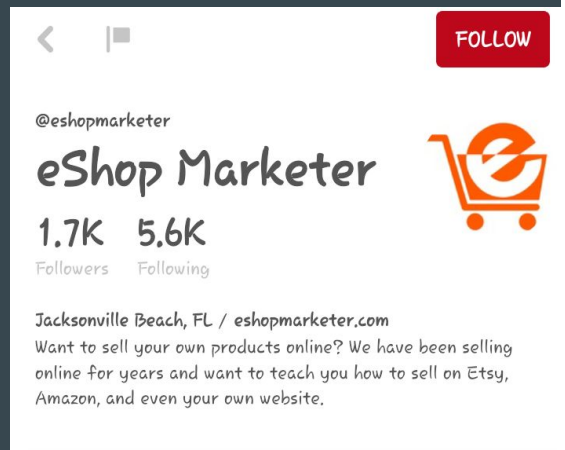 FOLLOW
@eshopmarketer
eShop Marketer
1.7K 5.6K
Followers Following
Jacksonville Beach, FL / eshopmarketer.com
Want to sell your own products online? We have been selling
online for years and want to teach you how to sell on Etsy,
Amazon, and even your own website.